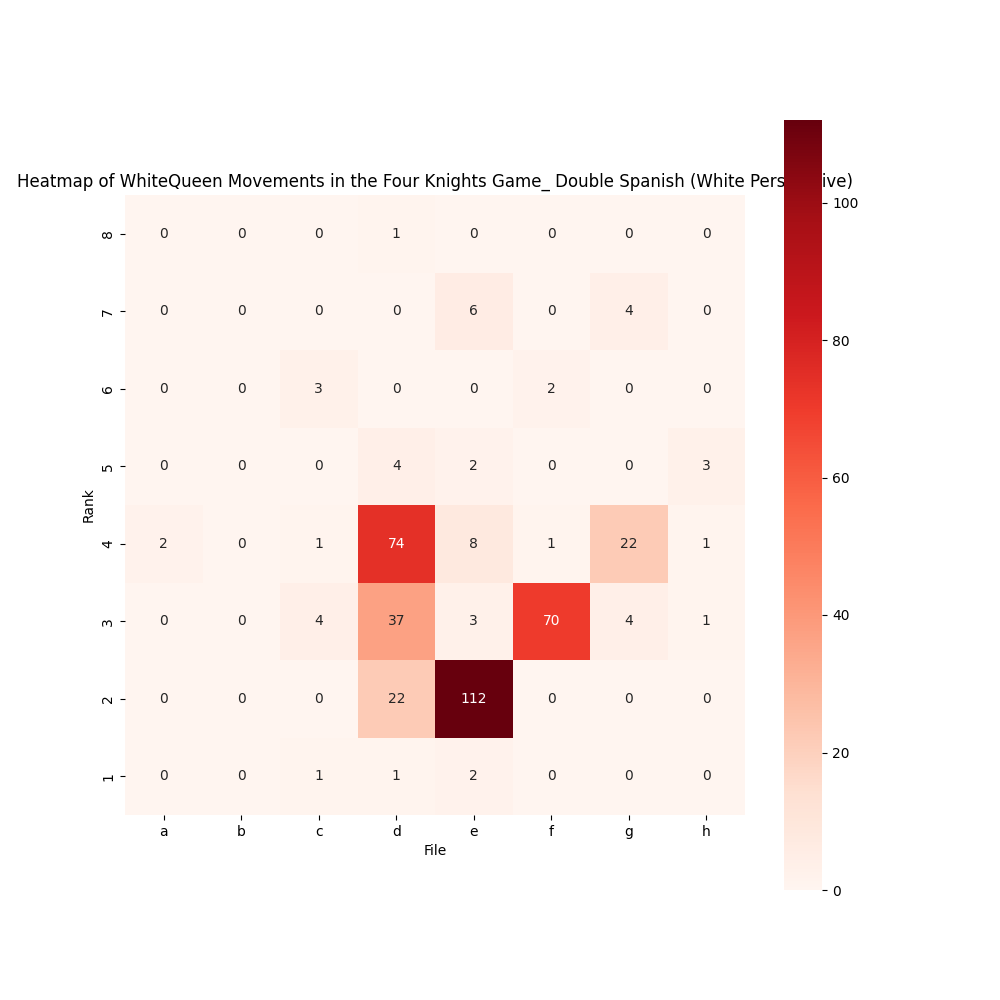 Heatmap of WhiteQueen Movements in the Four Knights Game_ Double Spanish (White Pers ive)
Rank
8 0 0 0 1 0 0 0 0
7 0 0 0 0 6 0 4 0
6 0 0 3 0 0 2 0 0
5 0 0 0 4 2 0 0 3
4 2 0 1 74 8 1 22 1
3 0 0 4 37 3 70 4 1
2 0 0 0 22 112 0 0 0
1 0 0 1 1 2 0 0 0
a b c d e f g h
File
100
80
60
40
20
0